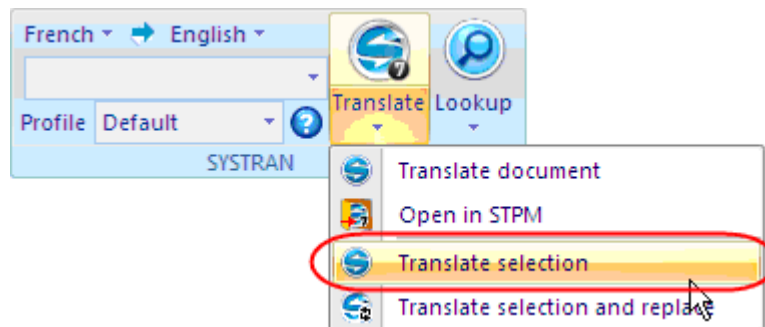 French English
Profile Default
Translate Lookup
SYSTRAN
Translate document
Open in STPM
Translate selection
Translate selection and replace